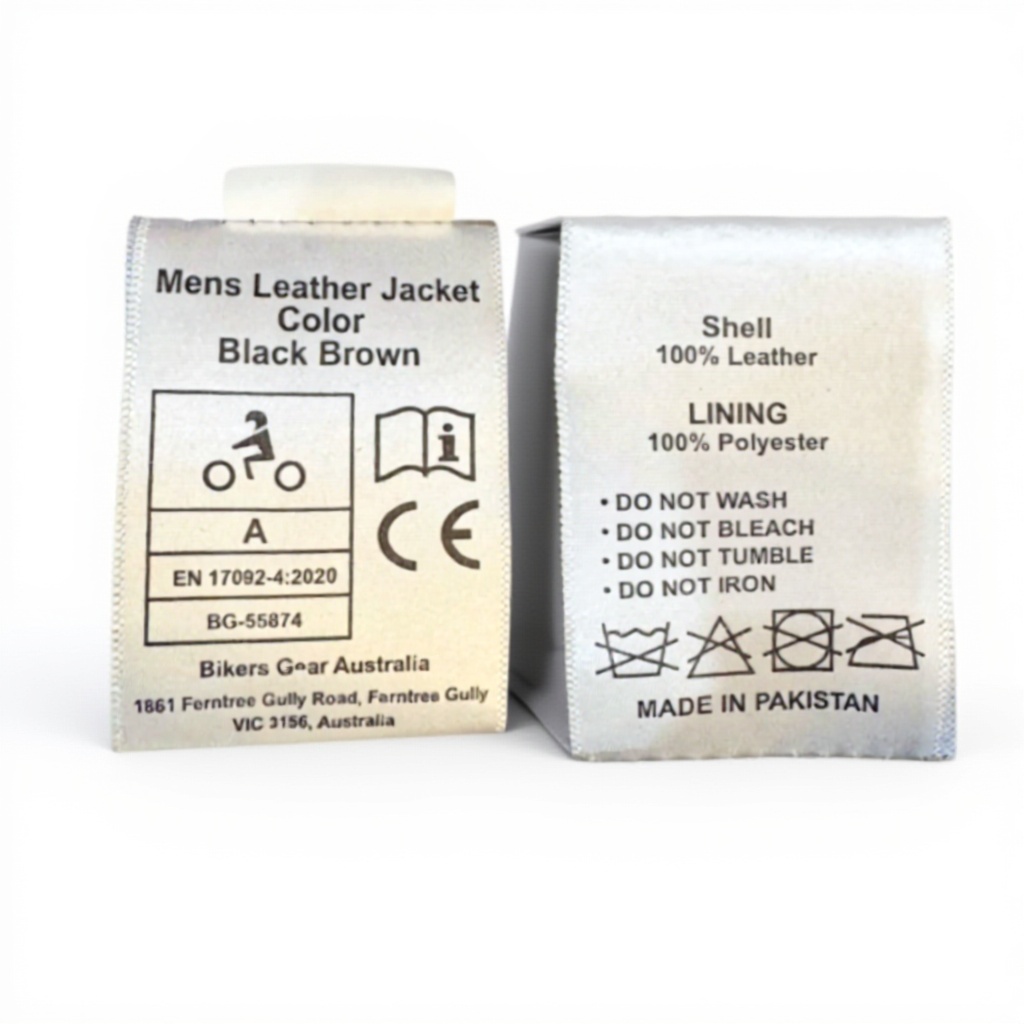 Mens Leather Jacket
Color
Black Brown
i
A
EN 17092-4:2020
BG-55874
CE
Bikers Gear Australia
1861 Ferntree Gully Road, Ferntree Gully
VIC 3156, Australia
Shell
100% Leather
LINING
100% Polyester
• DO NOT WASH
• DO NOT BLEACH
• DO NOT TUMBLE
• DO NOT IRON
MADE IN PAKISTAN